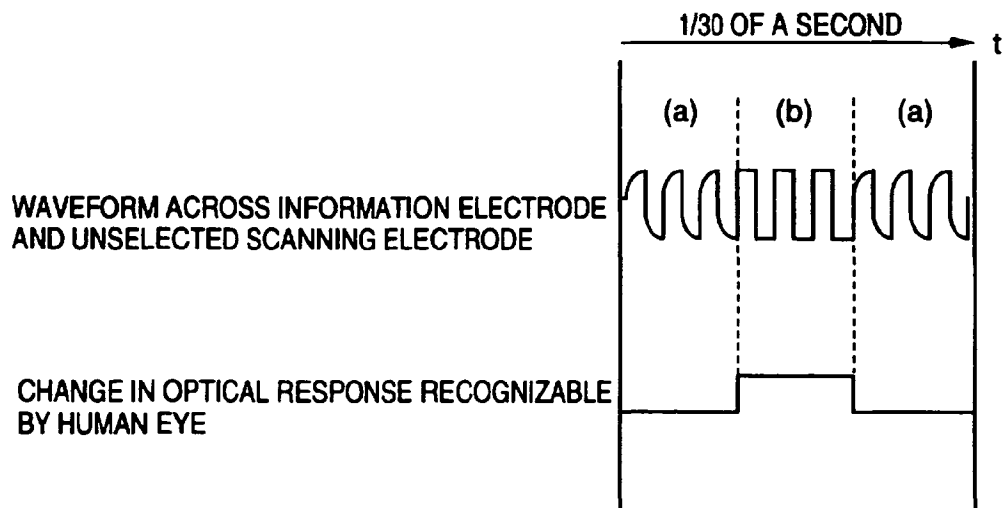 1/30 OF A SECOND
t
(a) (b) (a)
WAVEFORM ACROSS INFORMATION ELECTRODE
AND UNSELECTED SCANNING ELECTRODE
CHANGE IN OPTICAL RESPONSE RECOGNIZABLE
BY HUMAN EYE